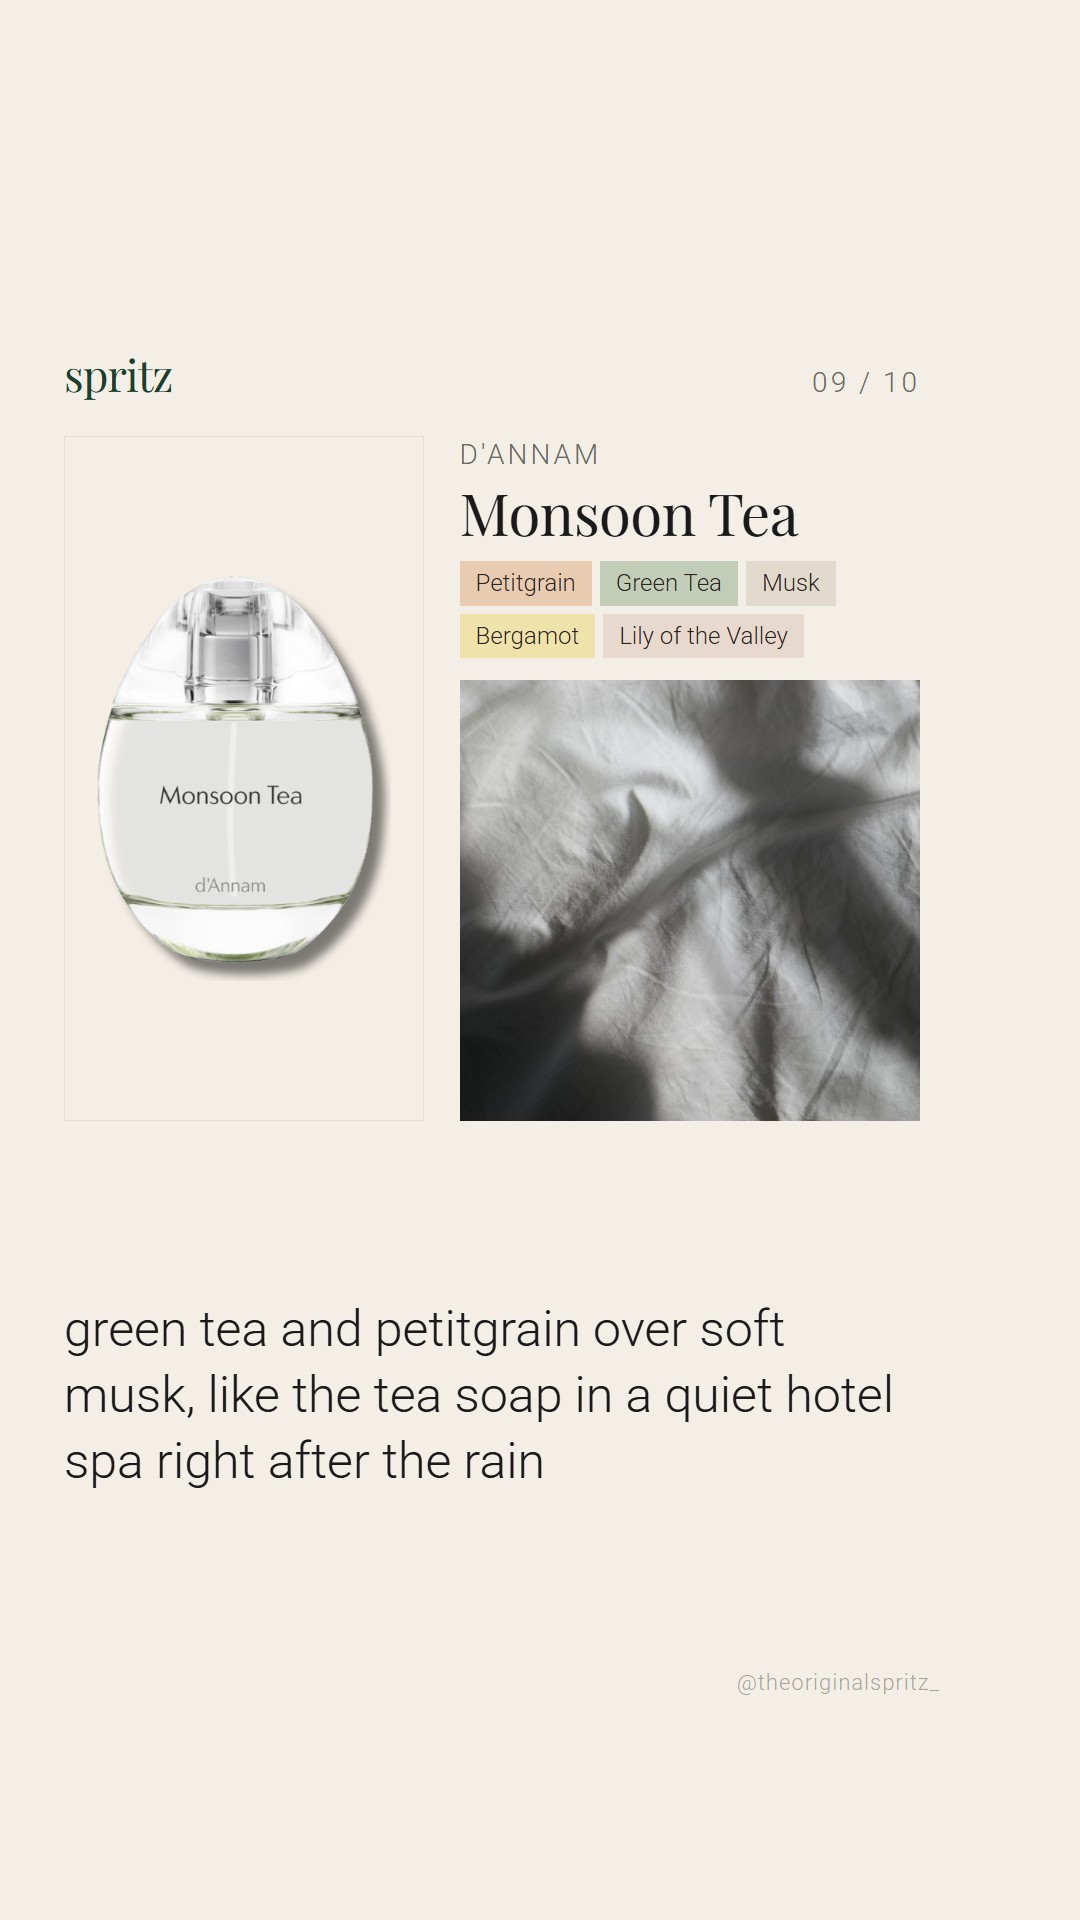 spritz
09 / 10
D'ANNAM
Monsoon Tea
Petitgrain
Green Tea
Musk
Bergamot
Lily of the Valley
Monsoon Tea
d'Annam
green tea and petitgrain over soft
musk, like the tea soap in a quiet hotel
spa right after the rain
@theoriginalspritz_